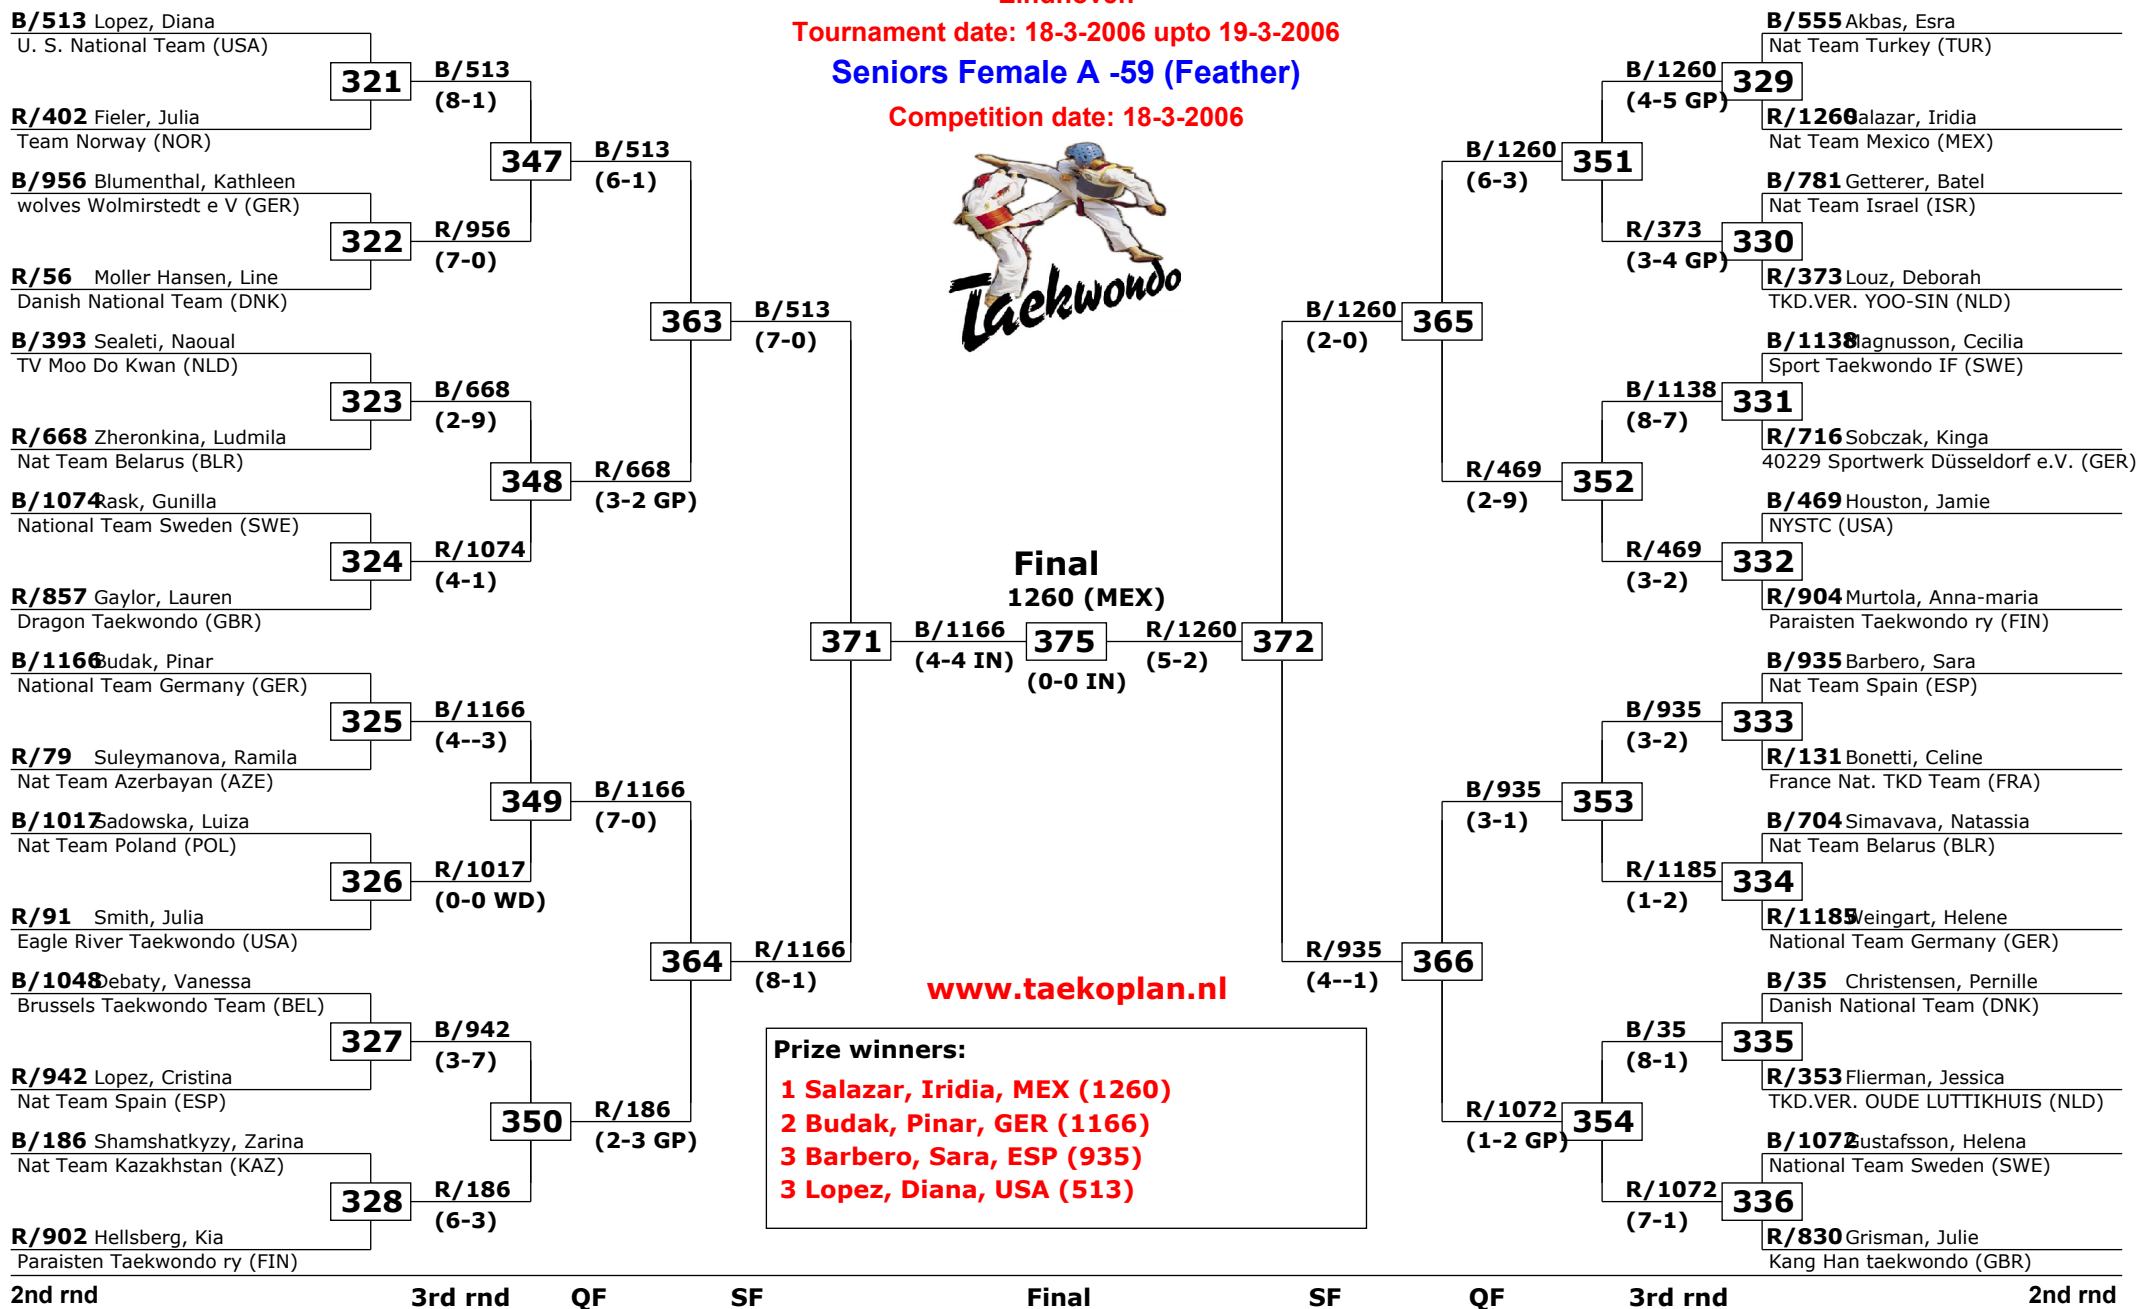 Eindhoven
Tournament date: 18-3-2006 upto 19-3-2006
Seniors Female A -59 (Feather)
Competition date: 18-3-2006
Taekwondo
B/513 Lopez, Diana
U. S. National Team (USA)
321
B/513
(8-1)
R/402 Fieler, Julia
Team Norway (NOR)
347
B/513
(6-1)
B/956 Blumenthal, Kathleen
wolves Wolmirstedt e V (GER)
322
R/956
(7-0)
R/56 Moller Hansen, Line
Danish National Team (DNK)
363
B/513
(7-0)
B/393 Sealeti, Naoual
TV Moo Do Kwan (NLD)
323
B/668
(2-9)
R/668 Zheronkina, Ludmila
Nat Team Belarus (BLR)
348
R/668
(3-2 GP)
B/1074 Rask, Gunilla
National Team Sweden (SWE)
324
R/1074
(4-1)
R/857 Gaylor, Lauren
Dragon Taekwondo (GBR)
371
B/1166
(4-4 IN)
B/1166 Budak, Pinar
National Team Germany (GER)
325
B/1166
(4--3)
R/79 Suleymanova, Ramila
Nat Team Azerbayan (AZE)
349
B/1166
(7-0)
B/1017 Sadowska, Luiza
Nat Team Poland (POL)
326
R/1017
(0-0 WD)
R/91 Smith, Julia
Eagle River Taekwondo (USA)
364
R/1166
(8-1)
B/1048 Debaty, Vanessa
Brussels Taekwondo Team (BEL)
327
B/942
(3-7)
R/942 Lopez, Cristina
Nat Team Spain (ESP)
350
R/186
(2-3 GP)
B/186 Shamshatkyzy, Zarina
Nat Team Kazakhstan (KAZ)
328
R/186
(6-3)
R/902 Hellsberg, Kia
Paraisten Taekwondo ry (FIN)
Final
1260 (MEX)
375
(0-0 IN)
B/555 Akbas, Esra
Nat Team Turkey (TUR)
B/1260
(4-5 GP)
329
R/1260 Salazar, Iridia
Nat Team Mexico (MEX)
B/1260
(6-3)
351
B/781 Getterer, Batel
Nat Team Israel (ISR)
R/373
(3-4 GP)
330
R/373 Louz, Deborah
TKD.VER. YOO-SIN (NLD)
B/1260
(2-0)
365
B/1138 Magnusson, Cecilia
Sport Taekwondo IF (SWE)
B/1138
(8-7)
331
R/716 Sobczak, Kinga
40229 Sportwerk Düsseldorf e.V. (GER)
R/469
(2-9)
352
B/469 Houston, Jamie
NYSTC (USA)
R/469
(3-2)
332
R/904 Murtola, Anna-maria
Paraisten Taekwondo ry (FIN)
R/1260
(5-2)
372
B/935 Barbero, Sara
Nat Team Spain (ESP)
B/935
(3-2)
333
R/131 Bonetti, Celine
France Nat. TKD Team (FRA)
B/935
(3-1)
353
B/704 Simavava, Natassia
Nat Team Belarus (BLR)
R/1185
(1-2)
334
R/1185 Weingart, Helene
National Team Germany (GER)
R/935
(4--1)
366
B/35 Christensen, Pernille
Danish National Team (DNK)
B/35
(8-1)
335
R/353 Flierman, Jessica
TKD.VER. OUDE LUTTIKHUIS (NLD)
R/1072
(1-2 GP)
354
B/1072 Gustafsson, Helena
National Team Sweden (SWE)
R/1072
(7-1)
336
R/830 Grisman, Julie
Kang Han taekwondo (GBR)
www.taekoplan.nl
Prize winners:
1 Salazar, Iridia, MEX (1260)
2 Budak, Pinar, GER (1166)
3 Barbero, Sara, ESP (935)
3 Lopez, Diana, USA (513)
2nd rnd 3rd rnd QF SF Final SF QF 3rd rnd 2nd rnd